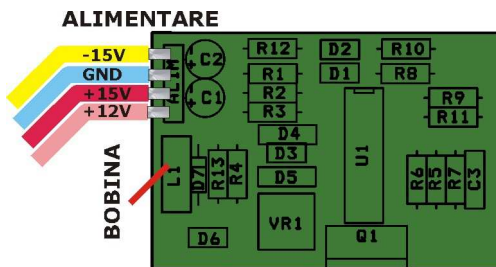 ALIMENTARE
-15V
GND
+15V
+12V
ALIM
C2
C1
R12
D2
R10
R1
D1
R8
R2
R3
R9
R11
D4
D3
D5
U1
BOBINA
L1
D7
R13
R4
R6
R5
R7
C3
VR1
D6
Q1